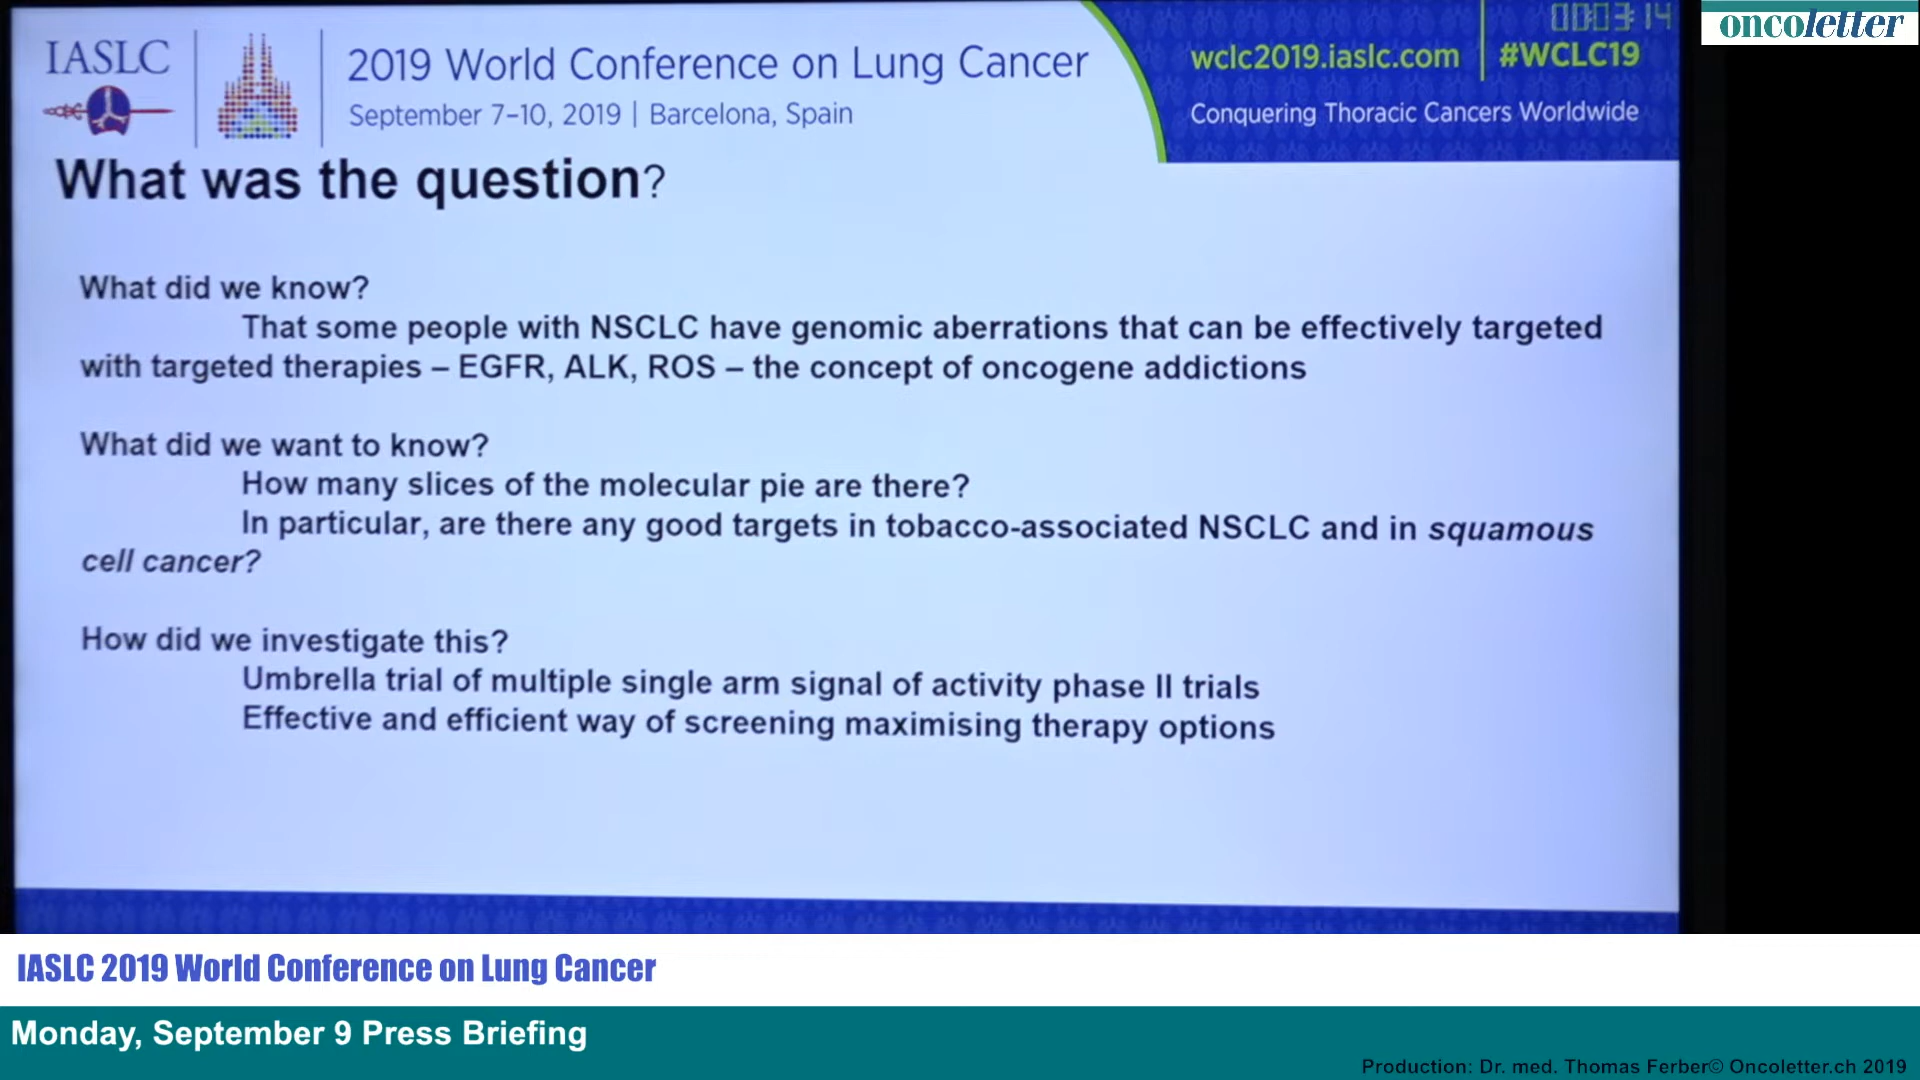 IASLC
2019 World Conference on Lung Cancer
September 7–10, 2019 | Barcelona, Spain
00:03:14
wclc2019.iaslc.com | #WCLC19
Conquering Thoracic Cancers Worldwide
oncoletter
What was the question?
What did we know?
That some people with NSCLC have genomic aberrations that can be effectively targeted
with targeted therapies – EGFR, ALK, ROS – the concept of oncogene addictions
What did we want to know?
How many slices of the molecular pie are there?
In particular, are there any good targets in tobacco-associated NSCLC and in squamous
cell cancer?
How did we investigate this?
Umbrella trial of multiple single arm signal of activity phase II trials
Effective and efficient way of screening maximising therapy options
IASLC 2019 World Conference on Lung Cancer
Monday, September 9 Press Briefing
Production: Dr. med. Thomas Ferber© Oncoletter.ch 2019